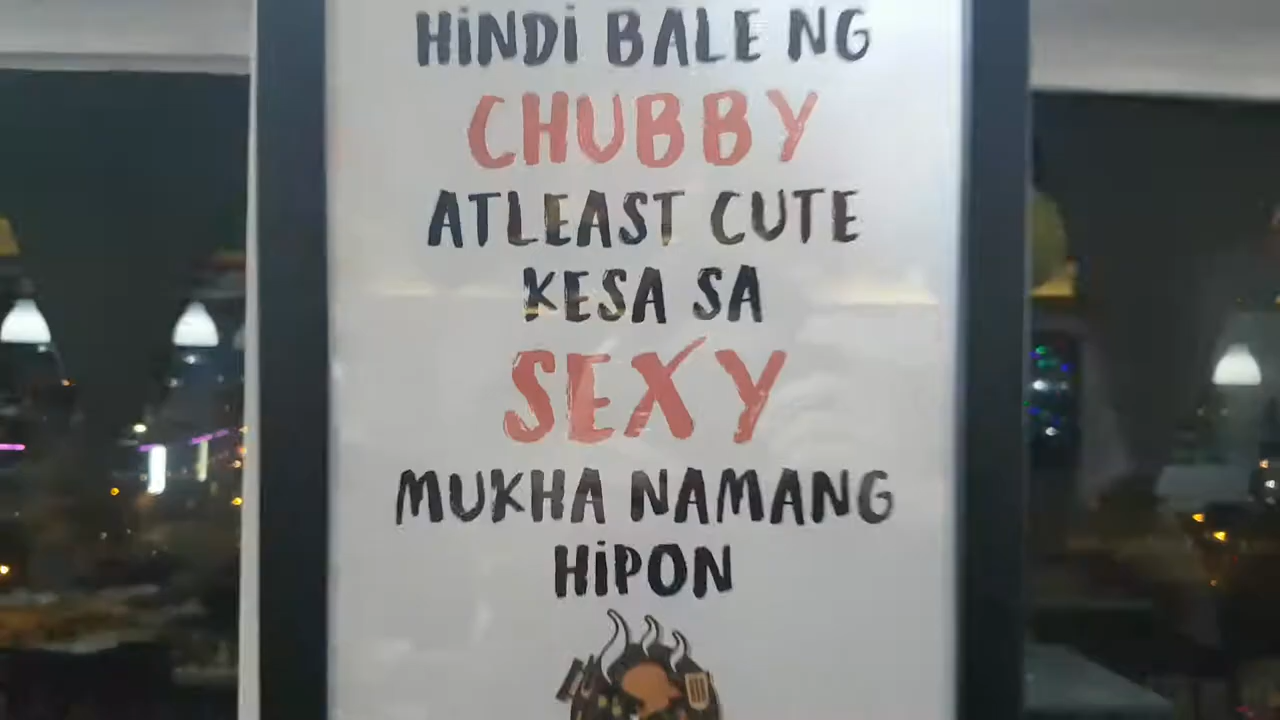 HINDI BALE NG
CHUBBY
ATLEAST CUTE
KESA SA
SEXY
MUKHA NAMANG
HIPON